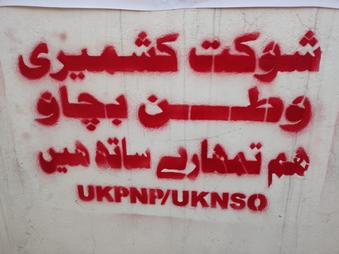 شوکت کشمیری
وطن بچاو
ہم تمہارے ساتھ ہیں
UKPNP/UKNSO